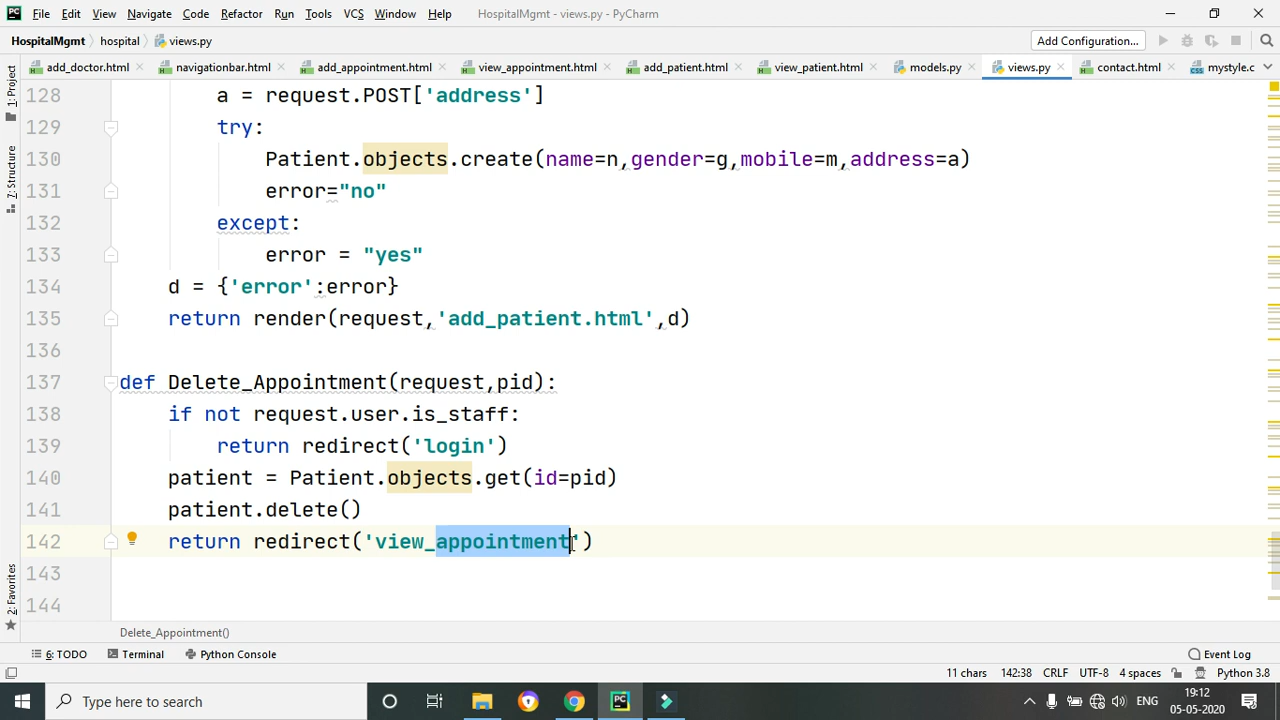 File Edit View Navigate Code Refactor Run Tools VCS Window Help HospitalMgmt - views.py - PyCharm
HospitalMgmt hospital views.py Add Configuration...
add_doctor.html navigationbar.html add_appointment.html view_appointment.html add_patient.html view_patient.html models.py views.py contact.html mystyle.c
1: Project
7: Structure
2: Favorites
128 a = request.POST['address']
129 try:
130 Patient.objects.create(name=n,gender=g,mobile=m,address=a)
131 error="no"
132 except:
133 error = "yes"
134 d = {'error':error}
135 return render(request,'add_patient.html',d)
136
137 def Delete_Appointment(request,pid):
138 if not request.user.is_staff:
139 return redirect('login')
140 patient = Patient.objects.get(id=pid)
141 patient.delete()
142 return redirect('view_appointment')
143
144
Delete_Appointment()
6: TODO Terminal Python Console Event Log
11 chars 142:38 CRLF UTF-8 4 spaces Python 3.8
Type here to search ENG 19:12
05-05-2020